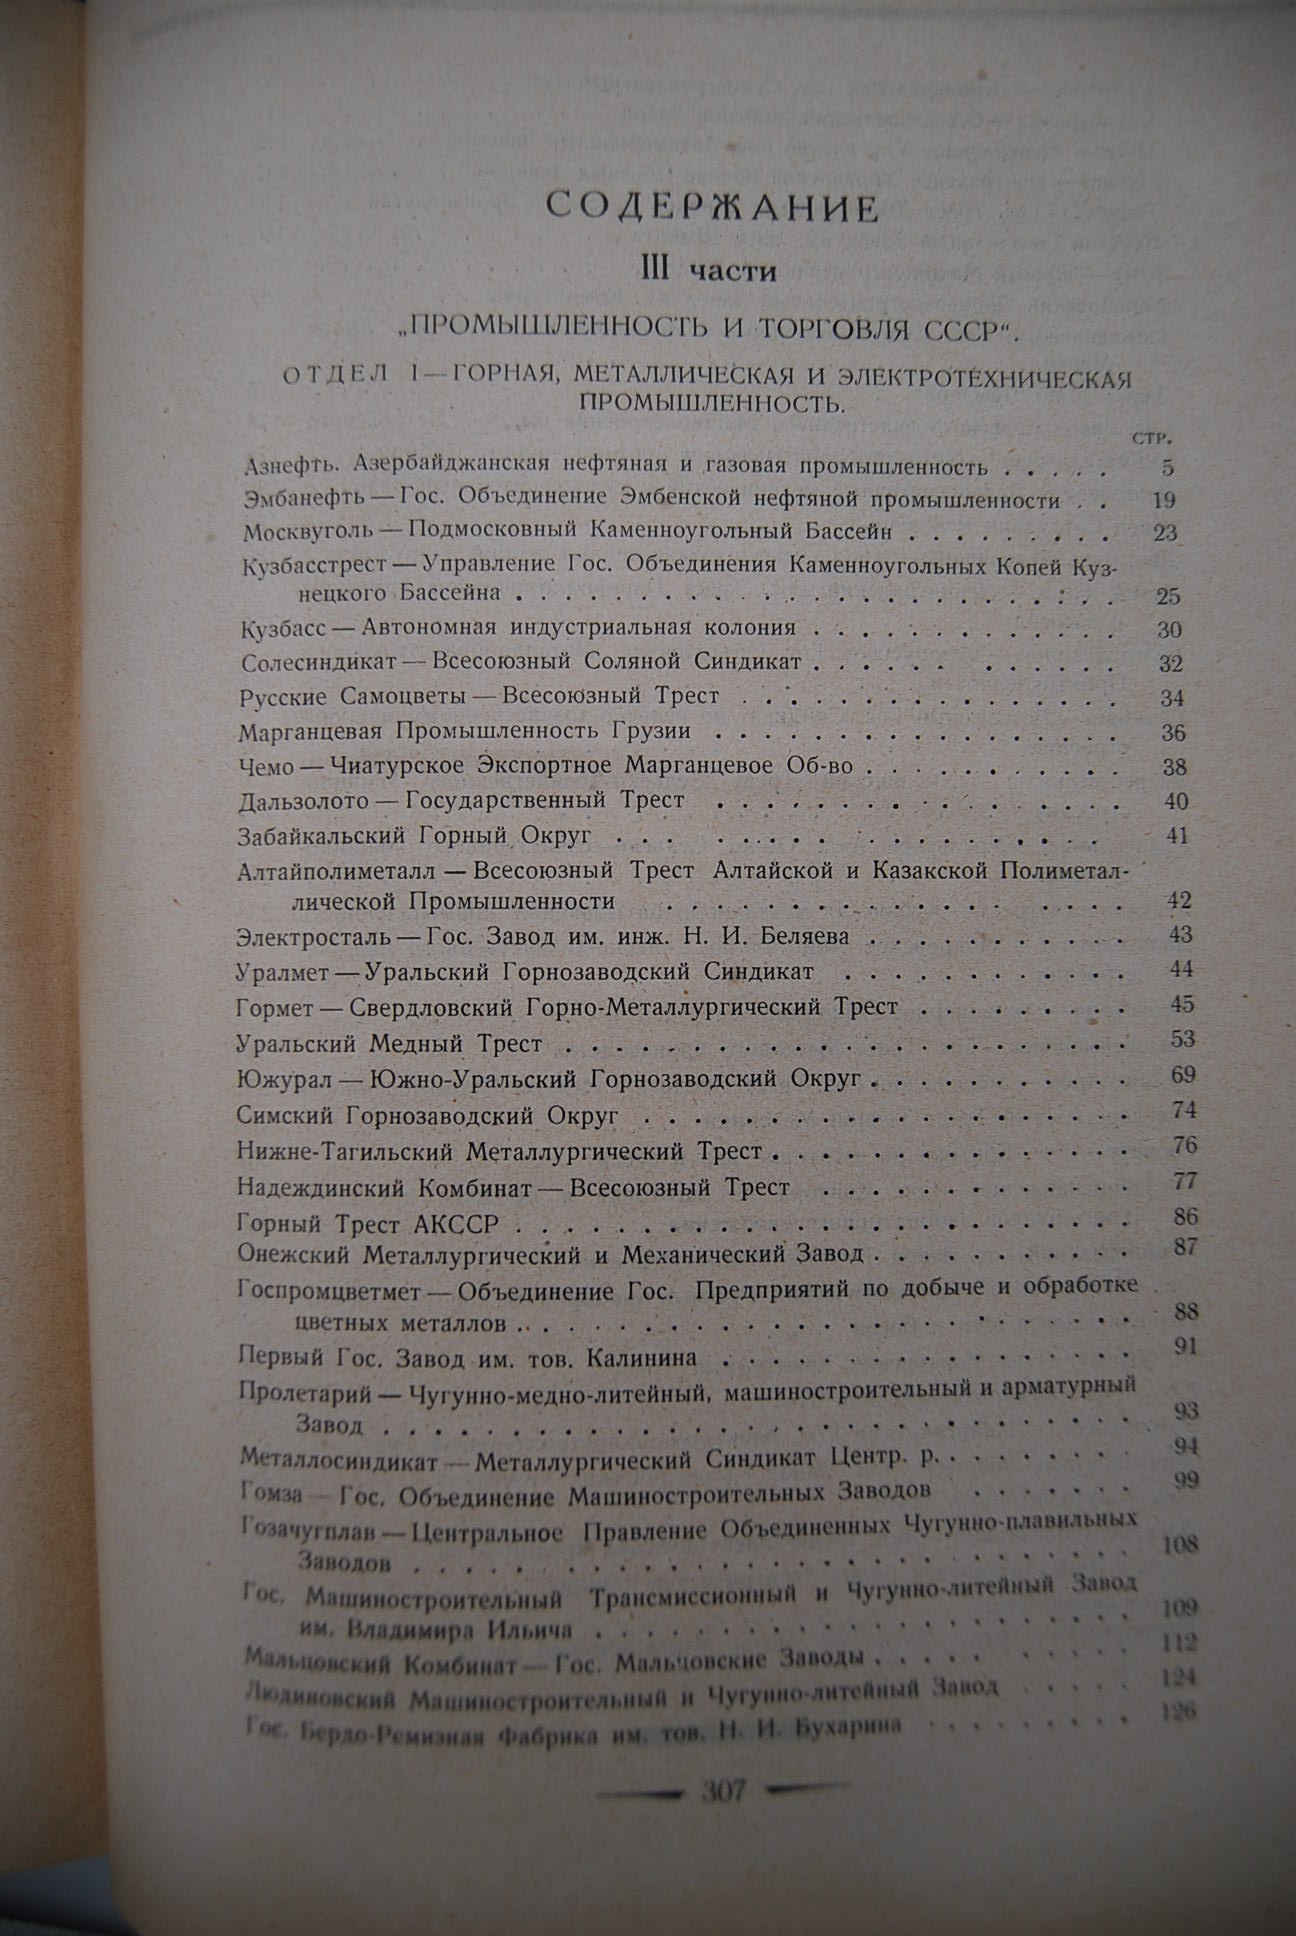 СОДЕРЖАНИЕ
III части
„ПРОМЫШЛЕННОСТЬ И ТОРГОВЛЯ СССР“.
ОТДЕЛ I—ГОРНАЯ, МЕТАЛЛИЧЕСКАЯ И ЭЛЕКТРОТЕХНИЧЕСКАЯ
ПРОМЫШЛЕННОСТЬ.
СТР.
Азнефть. Азербайджанская нефтяная и газовая промышленность . . . . . 5
Эмбанефть — Гос. Объединение Эмбенской нефтяной промышленности . . 19
Москвуголь — Подмосковный Каменноугольный Бассейн . . . . . . . . . 23
Кузбасстрест — Управление Гос. Объединения Каменноугольных Копей Куз-
нецкого Бассейна . . . . . . . . . . . . . . . . . . . . 25
Кузбасс — Автономная индустриальная колония . . . . . . . . . . . . . 30
Солесиндикат — Всесоюзный Соляной Синдикат . . . . . . . . . . . . 32
Русские Самоцветы — Всесоюзный Трест . . . . . . . . . . . . . . . . 34
Марганцевая Промышленность Грузии . . . . . . . . . . . . . . . . . 36
Чемо — Чиатурское Экспортное Марганцевое Об-во . . . . . . . . . . . 38
Дальзолото — Государственный Трест . . . . . . . . . . . . . . . . . 40
Забайкальский Горный Округ . . . . . . . . . . . . . . . . . . 41
Алтайполиметалл — Всесоюзный Трест Алтайской и Казакской Полиметал-
лической Промышленности . . . . . . . . . . . . . . . . 42
Электросталь — Гос. Завод им. инж. Н. И. Беляева . . . . . . . . . . . 43
Уралмет — Уральский Горнозаводский Синдикат . . . . . . . . . . . . 44
Гормет — Свердловский Горно-Металлургический Трест . . . . . . . . . 45
Уральский Медный Трест . . . . . . . . . . . . . . . . . . . . . . 53
Южурал — Южно-Уральский Горнозаводский Округ . . . . . . . . . . . 69
Симский Горнозаводский Округ . . . . . . . . . . . . . . . . . . . 74
Нижне-Тагильский Металлургический Трест . . . . . . . . . . . . . . 76
Надеждинский Комбинат — Всесоюзный Трест . . . . . . . . . . . . . 77
Горный Трест АКССР . . . . . . . . . . . . . . . . . . . . . . . . 86
Онежский Металлургический и Механический Завод . . . . . . . . . . . 87
Госпромцветмет — Объединение Гос. Предприятий по добыче и обработке
цветных металлов . . . . . . . . . . . . . . . . . . . . . . 88
Первый Гос. Завод им. тов. Калинина . . . . . . . . . . . . . . . . 91
Пролетарий — Чугунно-медно-литейный, машиностроительный и арматурный
Завод . . . . . . . . . . . . . . . . . . . . . . . . . . . 93
Металлосиндикат — Металлургический Синдикат Центр. р. . . . . . . . 94
Гомза — Гос. Объединение Машиностроительных Заводов . . . . . . . 99
Гозачугплав — Центральное Правление Объединенных Чугунно-плавильных
Заводов . . . . . . . . . . . . . . . . . . . . . . . . . 108
Гос. Машиностроительный Трансмиссионный и Чугунно-литейный Завод
им. Владимира Ильича . . . . . . . . . . . . . . . . . . 109
Мальцовский Комбинат — Гос. Мальцовские Заводы . . . . . . . . . . 112
Людиновский Машиностроительный и Чугунно-литейный Завод . . . . . 124
Гос. Бердо-Ремизная Фабрика им. тов. Н. И. Бухарина . . . . . . . . . 126
307